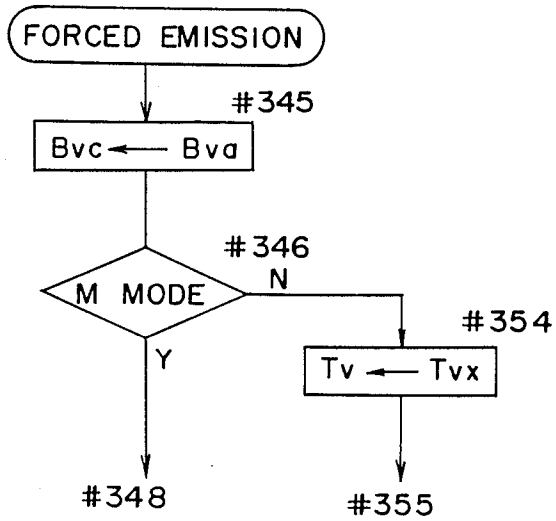 FORCED EMISSION
#345
Bvc ← Bva
#346
M MODE
N
Y
#354
Tv ← Tvx
#348
#355